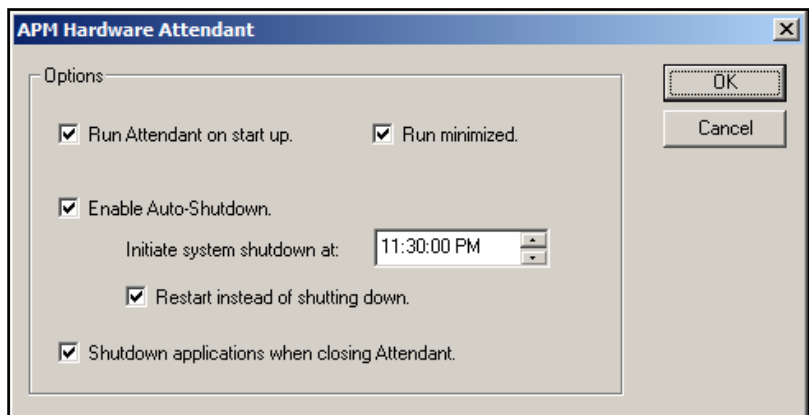 APM Hardware Attendant
Options
OK
Run Attendant on start up.
Run minimized.
Cancel
Enable Auto-Shutdown.
Initiate system shutdown at:
11:30:00 PM
Restart instead of shutting down.
Shutdown applications when closing Attendant.